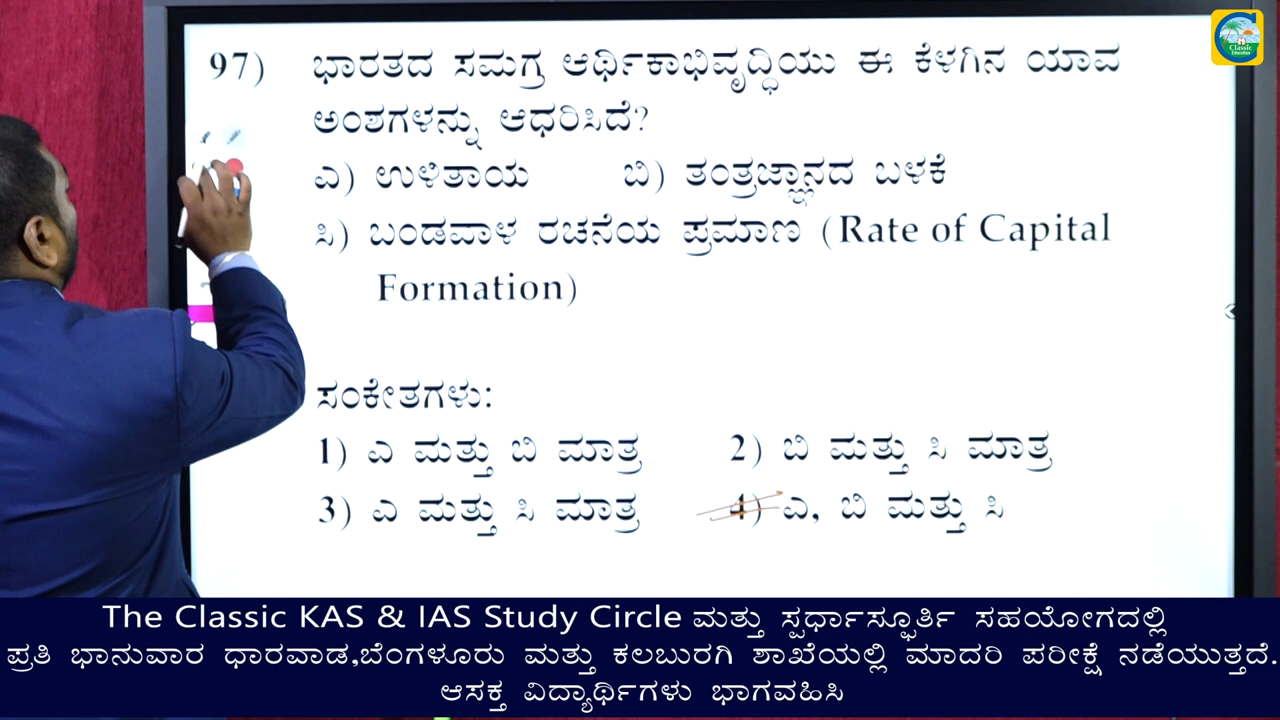 Classic
Education
97) ಭಾರತದ ಸಮಗ್ರ ಆರ್ಥಿಕಾಭಿವೃದ್ಧಿಯು ಈ ಕೆಳಗಿನ ಯಾವ
ಅಂಶಗಳನ್ನು ಆಧರಿಸಿದೆ?
ಎ) ಉಳಿತಾಯ ಬಿ) ತಂತ್ರಜ್ಞಾನದ ಬಳಕೆ
ಸಿ) ಬಂಡವಾಳ ರಚನೆಯ ಪ್ರಮಾಣ (Rate of Capital
Formation)
ಸಂಕೇತಗಳು:
1) ಎ ಮತ್ತು ಬಿ ಮಾತ್ರ 2) ಬಿ ಮತ್ತು ಸಿ ಮಾತ್ರ
3) ಎ ಮತ್ತು ಸಿ ಮಾತ್ರ 4) ಎ, ಬಿ ಮತ್ತು ಸಿ
The Classic KAS & IAS Study Circle ಮತ್ತು ಸ್ಪರ್ಧಾಸ್ಫೂರ್ತಿ ಸಹಯೋಗದಲ್ಲಿ
ಪ್ರತಿ ಭಾನುವಾರ ಧಾರವಾಡ,ಬೆಂಗಳೂರು ಮತ್ತು ಕಲಬುರಗಿ ಶಾಖೆಯಲ್ಲಿ ಮಾದರಿ ಪರೀಕ್ಷೆ ನಡೆಯುತ್ತದೆ.
ಆಸಕ್ತ ವಿದ್ಯಾರ್ಥಿಗಳು ಭಾಗವಹಿಸಿ